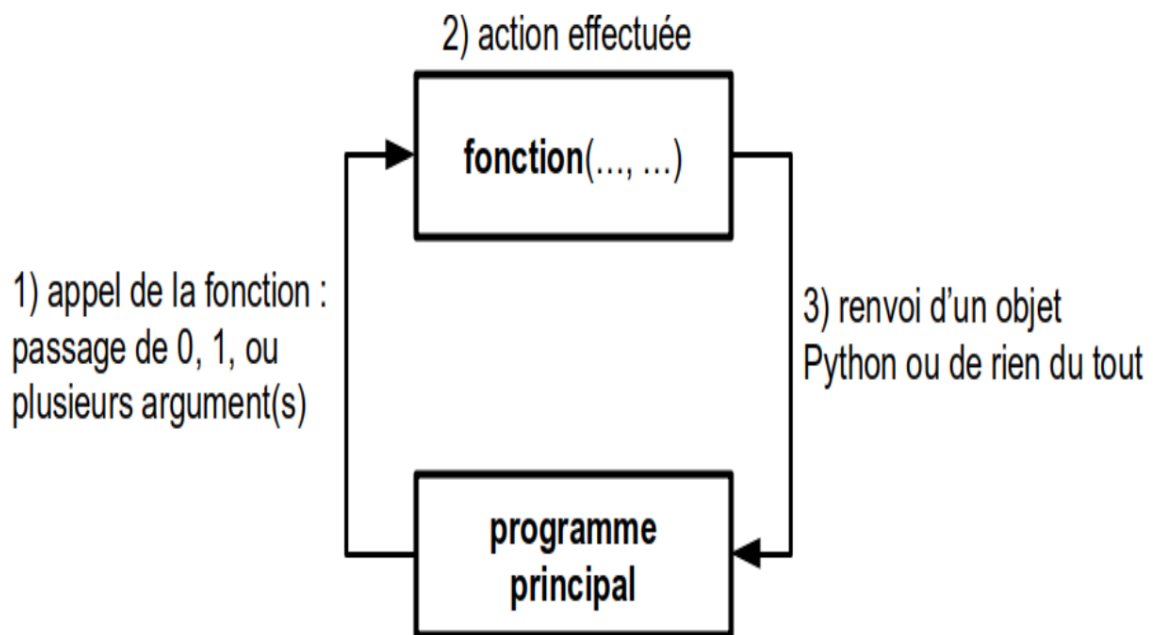 2) action effectuée
fonction(..., ...)
1) appel de la fonction :
passage de 0, 1, ou
plusieurs argument(s)
3) renvoi d'un objet
Python ou de rien du tout
programme
principal